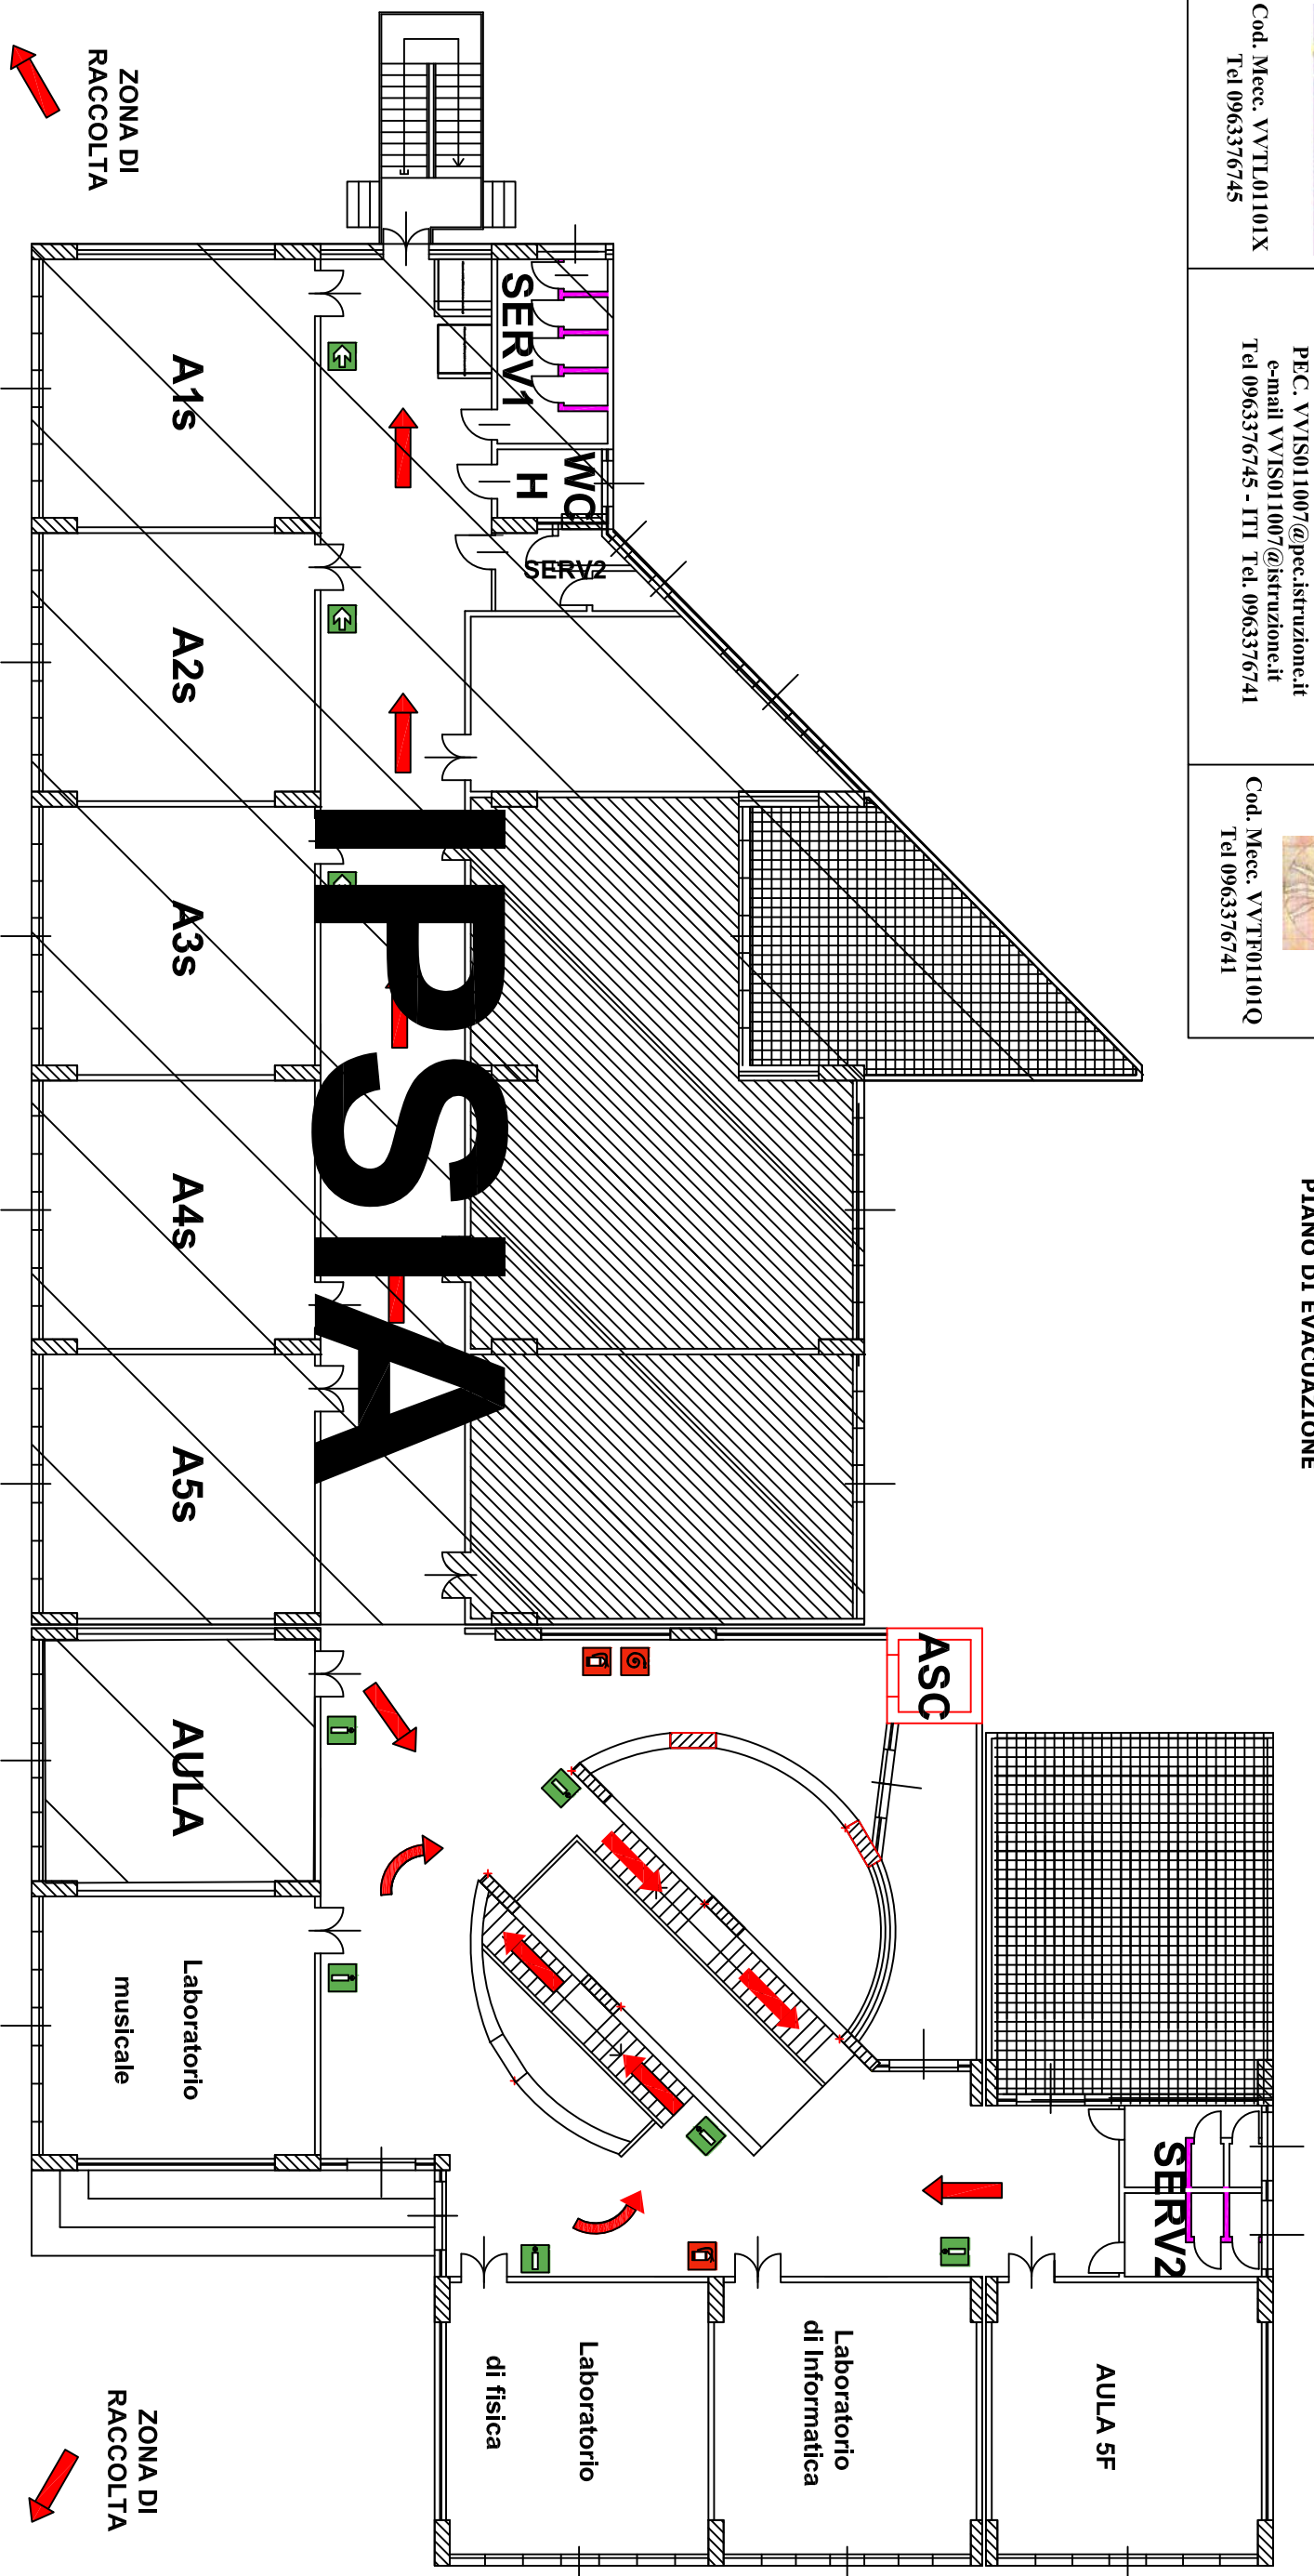 Cod. Mecc. VVTL01101X
Tel 0963376745
PEC. VVIS011007@pec.istruzione.it
e-mail VVIS011007@istruzione.it
Tel 0963376745 - ITI Tel. 0963376741
Cod. Mecc. VVTF01101Q
Tel 0963376741
PIANO DI EVACUAZIONE
ZONA DI
RACCOLTA
SERV1
WC
H
SERV2
A1s
A2s
A3s
A4s
A5s
IPSIA
ASC
AULA
Laboratorio
musicale
SERV2
AULA 5F
Laboratorio
di Informatica
Laboratorio
di fisica
ZONA DI
RACCOLTA